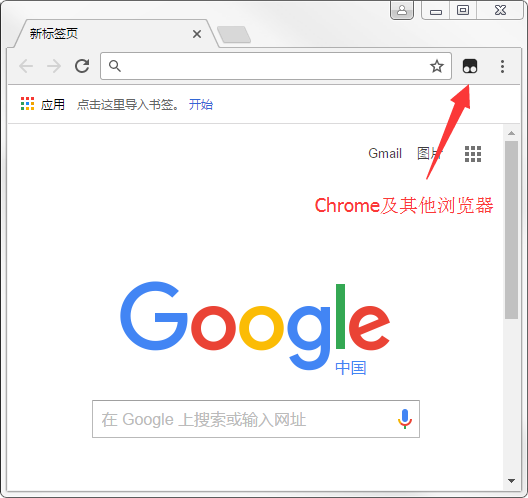 新标签页
应用 点击这里导入书签。 开始
Gmail 图片
Chrome及其他浏览器
Google
中国
在 Google 上搜索或输入网址